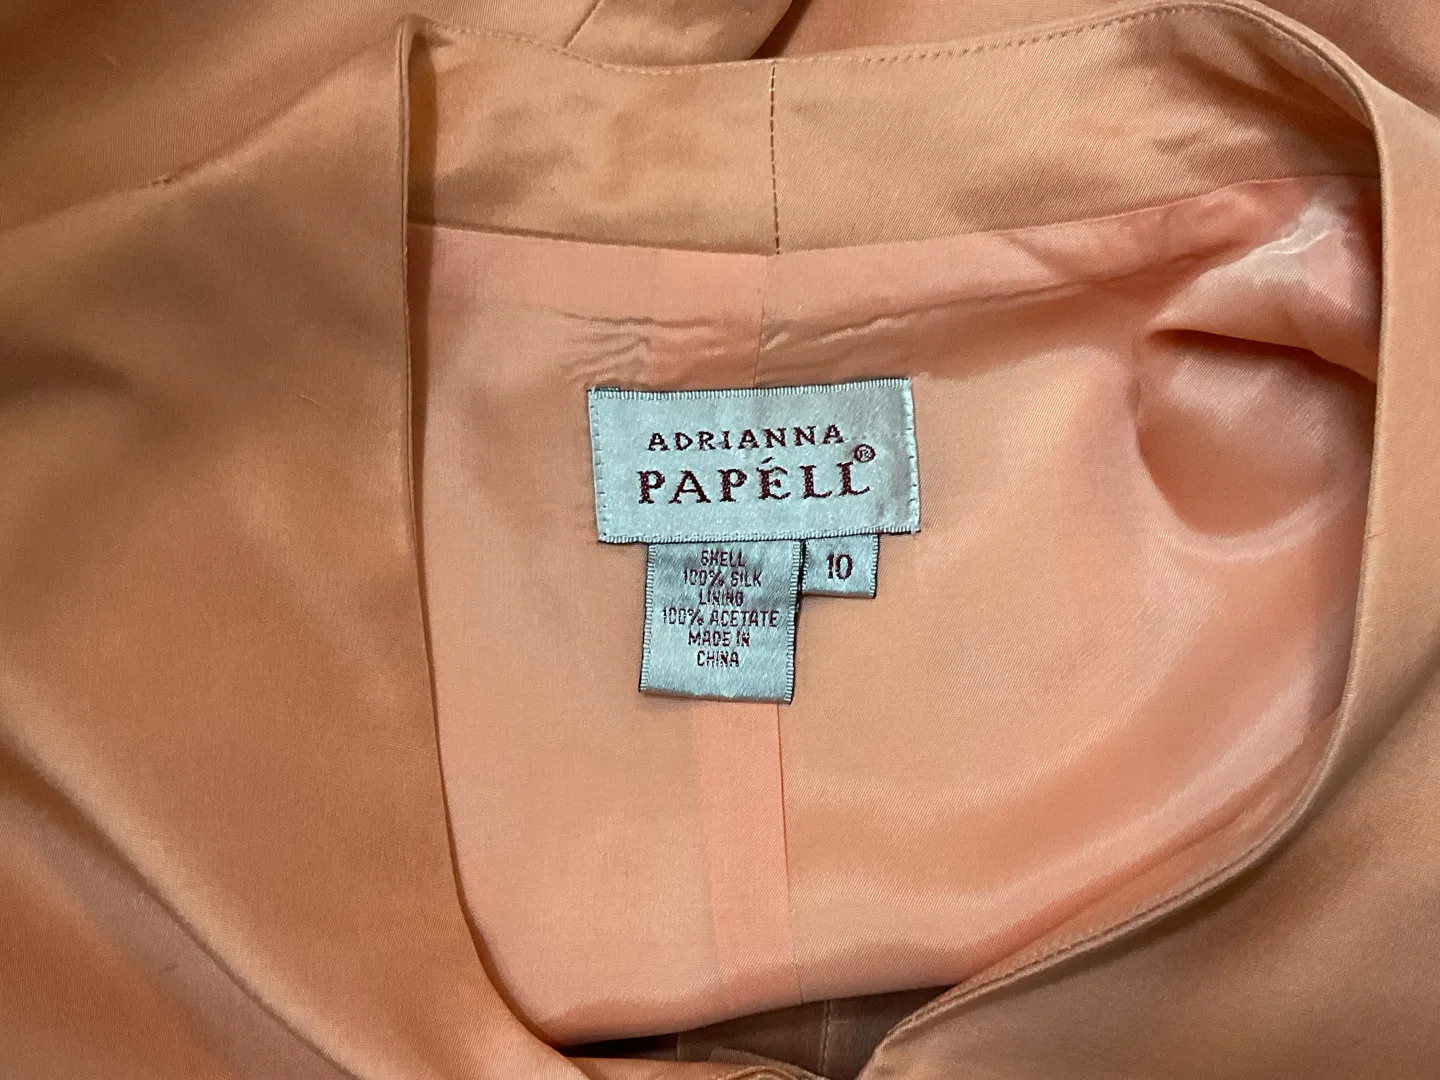 ADRIANNA
PAPÉLL®
SHELL
100% SILK
LINING
100% ACETATE
MADE IN
CHINA
10